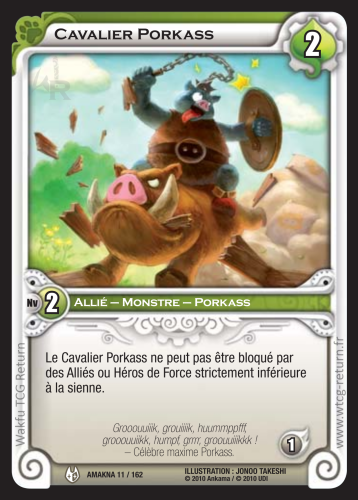 Cavalier Porkass
2
Nv 2 Allié – Monstre – Porkass
Le Cavalier Porkass ne peut pas être bloqué par
des Alliés ou Héros de Force strictement inférieure
à la sienne.
Grooouuiiik, grouiiik, huummppfff,
grooouuikk, humpf, grrr, grouuuiiikkk !
– Célèbre maxime Porkass.
1
AMAKNA 11 / 162
ILLUSTRATION : JONOO TAKESHI
© 2010 Ankama / © 2010 UDI
Wakfu TCG Return
www.wtcg-return.fr